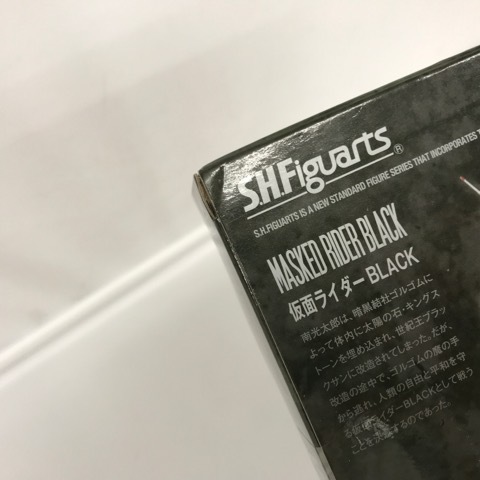 S.H.Figuarts®
S.H.FIGUARTS IS A NEW STANDARD FIGURE SERIES THAT INCORPORATES
MASKED RIDER BLACK
仮面ライダーBLACK
南光太郎は、暗黒結社ゴルゴムに
よって体内に太陽の石・キングス
トーンを埋め込まれ、世紀王ブラッ
クサンに改造されてしまった。だが、
改造の途中で、ゴルゴムの魔の手
から逃れ、人類の自由と平和を守
る仮面ライダーBLACKとして戦う
ことを決意するのであった。